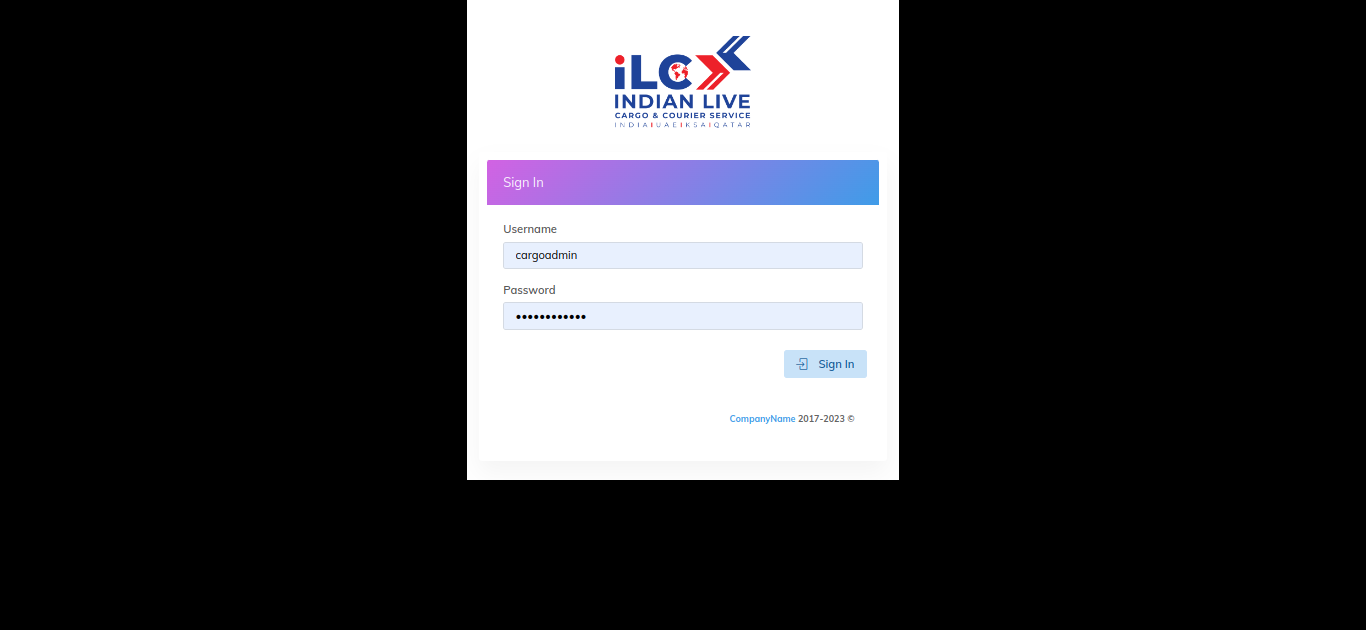 iLC
INDIAN LIVE
CARGO & COURIER SERVICE
INDIA|UAE|KSA|QATAR
Sign In
Username
cargoadmin
Password
••••••••••••
Sign In
CompanyName 2017-2023 ©